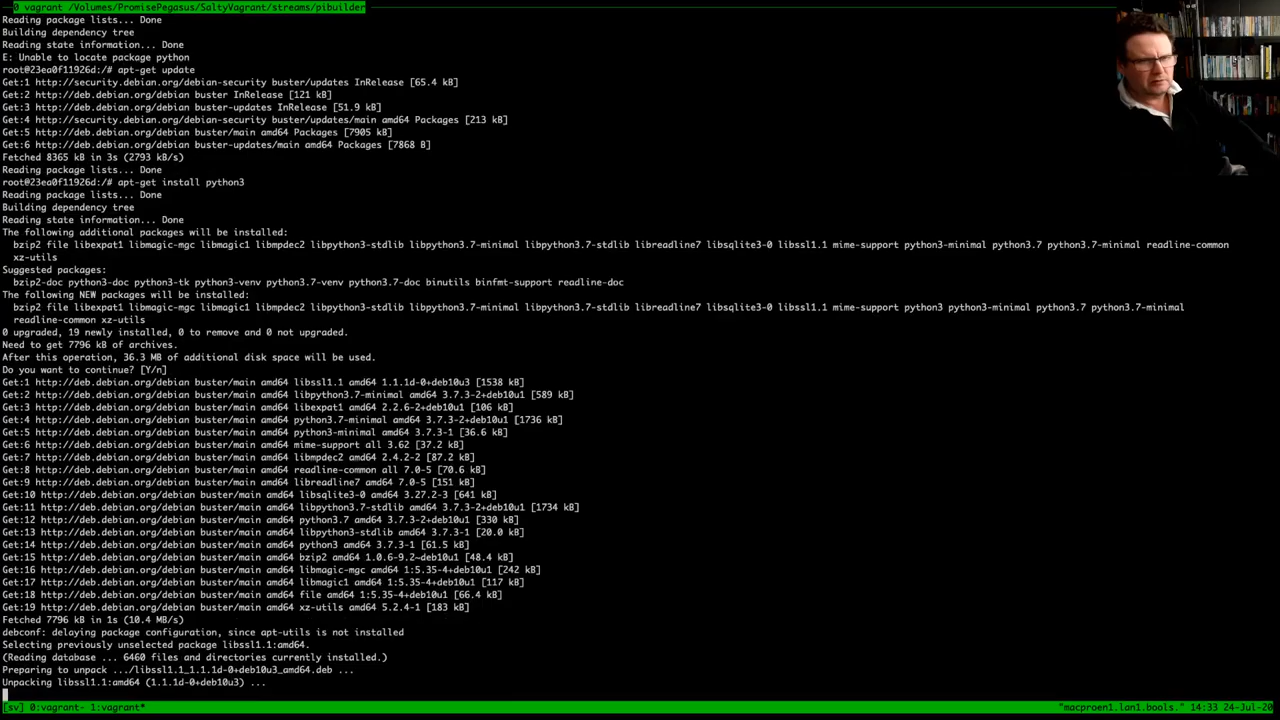 0 vagrant /Volumes/PromisePegasus/SaltyVagrant/streams/pibuilder
Reading package lists... Done
Building dependency tree
Reading state information... Done
E: Unable to locate package python
root@23ea0f11926d:/# apt-get update
Get:1 http://security.debian.org/debian-security buster/updates InRelease [65.4 kB]
Get:2 http://deb.debian.org/debian buster InRelease [121 kB]
Get:3 http://deb.debian.org/debian buster-updates InRelease [51.9 kB]
Get:4 http://security.debian.org/debian-security buster/updates/main amd64 Packages [213 kB]
Get:5 http://deb.debian.org/debian buster/main amd64 Packages [7905 kB]
Get:6 http://deb.debian.org/debian buster-updates/main amd64 Packages [7868 B]
Fetched 8365 kB in 3s (2793 kB/s)
Reading package lists... Done
root@23ea0f11926d:/# apt-get install python3
Reading package lists... Done
Building dependency tree
Reading state information... Done
The following additional packages will be installed:
bzip2 file libexpat1 libmagic-mgc libmagic1 libmpdec2 libpython3-stdlib libpython3.7-minimal libpython3.7-stdlib libreadline7 libsqlite3-0 libssl1.1 mime-support python3-minimal python3.7 python3.7-minimal readline-common
xz-utils
Suggested packages:
bzip2-doc python3-doc python3-tk python3-venv python3.7-venv python3.7-doc binutils binfmt-support readline-doc
The following NEW packages will be installed:
bzip2 file libexpat1 libmagic-mgc libmagic1 libmpdec2 libpython3-stdlib libpython3.7-minimal libpython3.7-stdlib libreadline7 libsqlite3-0 libssl1.1 mime-support python3 python3-minimal python3.7 python3.7-minimal
readline-common xz-utils
0 upgraded, 19 newly installed, 0 to remove and 0 not upgraded.
Need to get 7796 kB of archives.
After this operation, 36.3 MB of additional disk space will be used.
Do you want to continue? [Y/n]
Get:1 http://deb.debian.org/debian buster/main amd64 libssl1.1 amd64 1.1.1d-0+deb10u3 [1538 kB]
Get:2 http://deb.debian.org/debian buster/main amd64 libpython3.7-minimal amd64 3.7.3-2+deb10u1 [589 kB]
Get:3 http://deb.debian.org/debian buster/main amd64 libexpat1 amd64 2.2.6-2+deb10u1 [106 kB]
Get:4 http://deb.debian.org/debian buster/main amd64 python3.7-minimal amd64 3.7.3-2+deb10u1 [1736 kB]
Get:5 http://deb.debian.org/debian buster/main amd64 python3-minimal amd64 3.7.3-1 [36.6 kB]
Get:6 http://deb.debian.org/debian buster/main amd64 mime-support all 3.62 [37.2 kB]
Get:7 http://deb.debian.org/debian buster/main amd64 libmpdec2 amd64 2.4.2-2 [87.2 kB]
Get:8 http://deb.debian.org/debian buster/main amd64 readline-common all 7.0-5 [70.6 kB]
Get:9 http://deb.debian.org/debian buster/main amd64 libreadline7 amd64 7.0-5 [151 kB]
Get:10 http://deb.debian.org/debian buster/main amd64 libsqlite3-0 amd64 3.27.2-3 [641 kB]
Get:11 http://deb.debian.org/debian buster/main amd64 libpython3.7-stdlib amd64 3.7.3-2+deb10u1 [1734 kB]
Get:12 http://deb.debian.org/debian buster/main amd64 python3.7 amd64 3.7.3-2+deb10u1 [330 kB]
Get:13 http://deb.debian.org/debian buster/main amd64 libpython3-stdlib amd64 3.7.3-1 [20.0 kB]
Get:14 http://deb.debian.org/debian buster/main amd64 python3 amd64 3.7.3-1 [61.5 kB]
Get:15 http://deb.debian.org/debian buster/main amd64 bzip2 amd64 1.0.6-9.2~deb10u1 [48.4 kB]
Get:16 http://deb.debian.org/debian buster/main amd64 libmagic-mgc amd64 1:5.35-4+deb10u1 [242 kB]
Get:17 http://deb.debian.org/debian buster/main amd64 libmagic1 amd64 1:5.35-4+deb10u1 [117 kB]
Get:18 http://deb.debian.org/debian buster/main amd64 file amd64 1:5.35-4+deb10u1 [66.4 kB]
Get:19 http://deb.debian.org/debian buster/main amd64 xz-utils amd64 5.2.4-1 [183 kB]
Fetched 7796 kB in 1s (10.4 MB/s)
debconf: delaying package configuration, since apt-utils is not installed
Selecting previously unselected package libssl1.1:amd64.
(Reading database ... 6460 files and directories currently installed.)
Preparing to unpack .../libssl1.1_1.1.1d-0+deb10u3_amd64.deb ...
Unpacking libssl1.1:amd64 (1.1.1d-0+deb10u3) ...
[sv] 0:vagrant- 1:vagrant* "macproen1.lan1.bools." 14:33 24-Jul-20